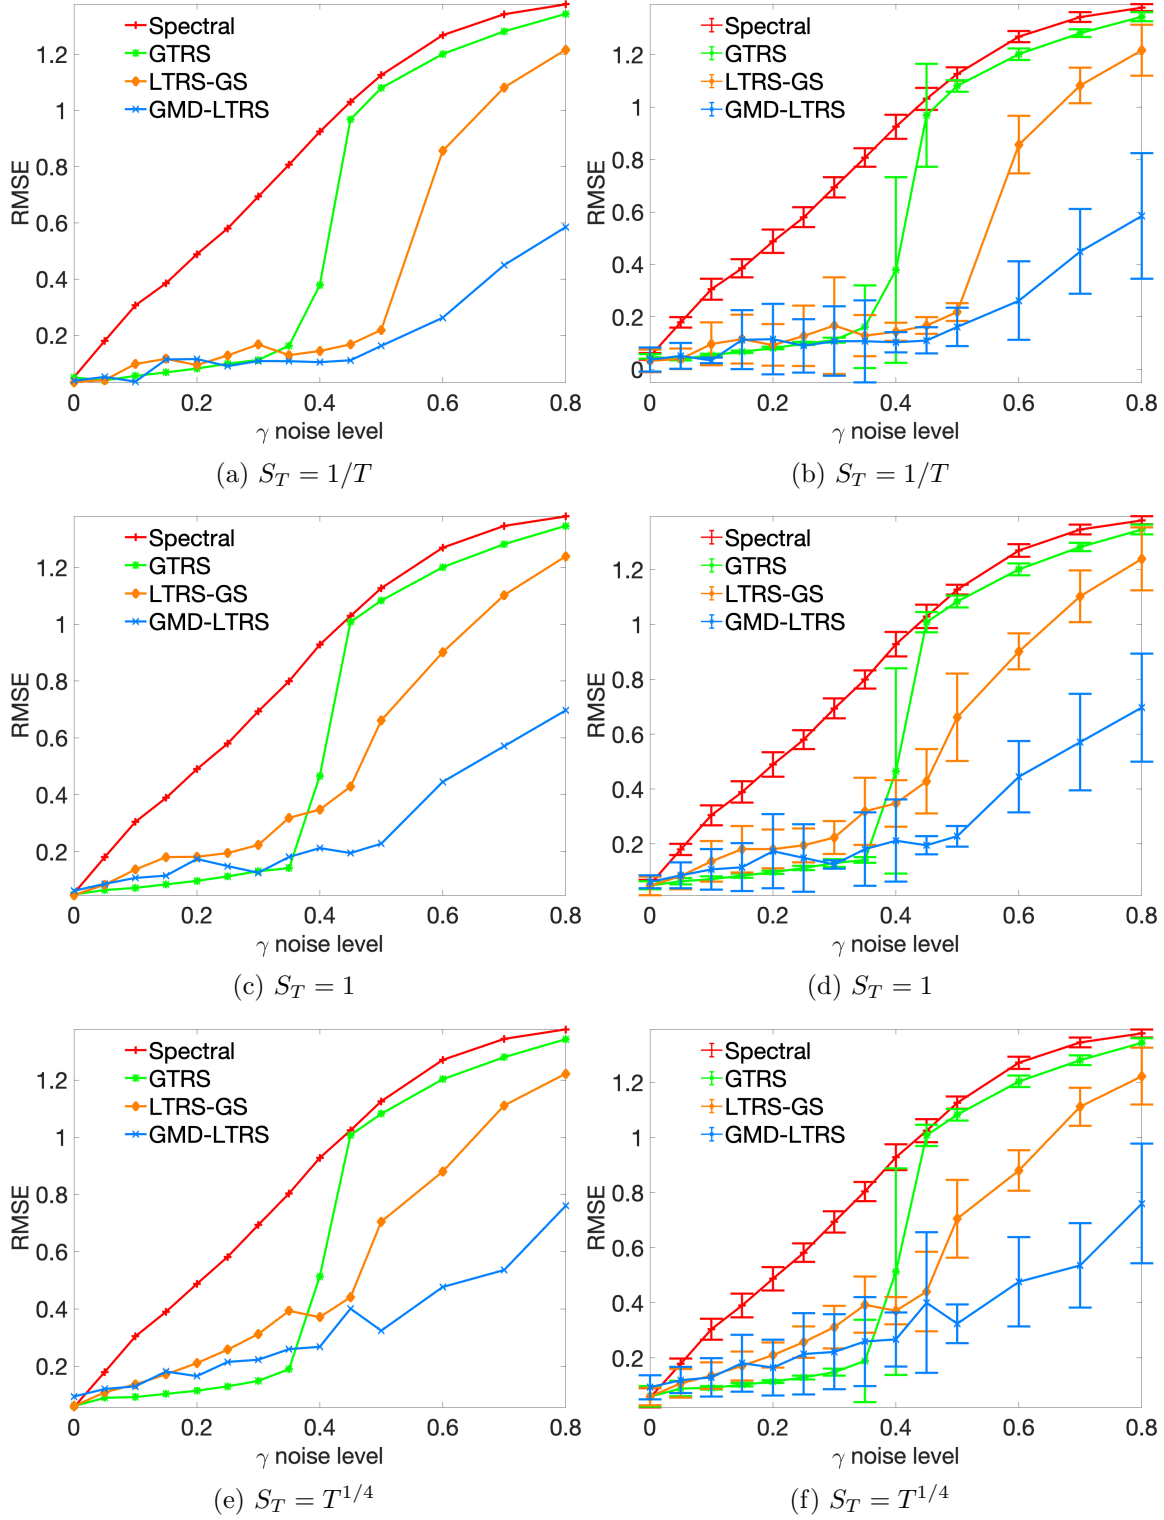 Spectral
GTRS
LTRS-GS
GMD-LTRS
RMSE
1.2
1
0.8
0.6
0.4
0.2
0 0.2 0.4 0.6 0.8
γ noise level
(a) S_T = 1/T
Spectral
GTRS
LTRS-GS
GMD-LTRS
RMSE
1.2
1
0.8
0.6
0.4
0.2
0
0 0.2 0.4 0.6 0.8
γ noise level
(b) S_T = 1/T
Spectral
GTRS
LTRS-GS
GMD-LTRS
RMSE
1.2
1
0.8
0.6
0.4
0.2
0 0.2 0.4 0.6 0.8
γ noise level
(c) S_T = 1
Spectral
GTRS
LTRS-GS
GMD-LTRS
RMSE
1.2
1
0.8
0.6
0.4
0.2
0 0.2 0.4 0.6 0.8
γ noise level
(d) S_T = 1
Spectral
GTRS
LTRS-GS
GMD-LTRS
RMSE
1.2
1
0.8
0.6
0.4
0.2
0 0.2 0.4 0.6 0.8
γ noise level
(e) S_T = T^{1/4}
Spectral
GTRS
LTRS-GS
GMD-LTRS
RMSE
1.2
1
0.8
0.6
0.4
0.2
0 0.2 0.4 0.6 0.8
γ noise level
(f) S_T = T^{1/4}